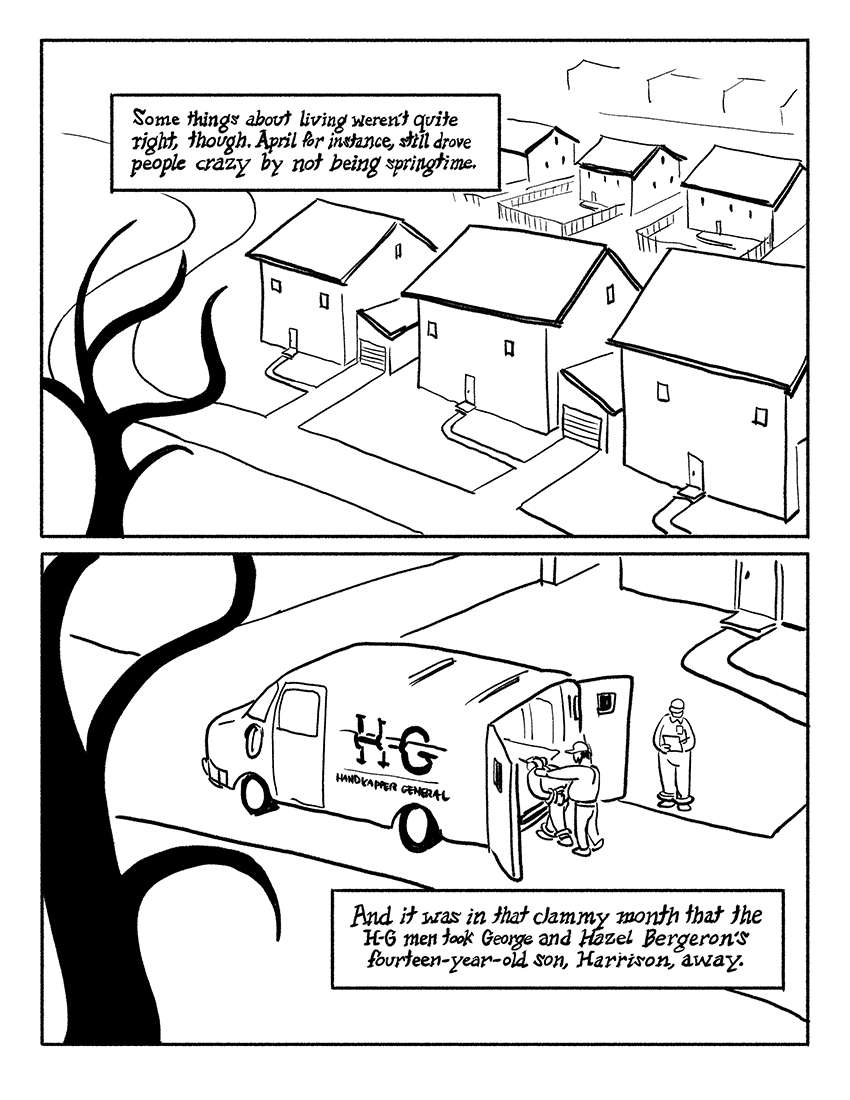 Some things about living weren't quite
right, though. April for instance, still drove
people crazy by not being springtime.
H-G
HANDICAPPER GENERAL
And it was in that clammy month that the
H-G men took George and Hazel Bergeron's
fourteen-year-old son, Harrison, away.